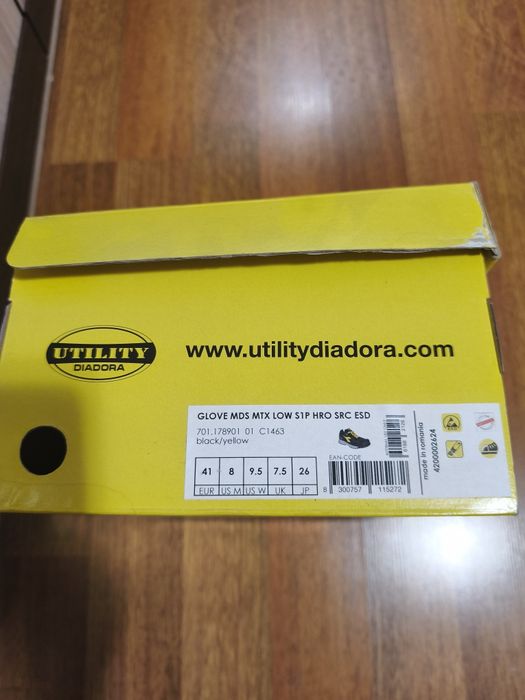 UTILITY
DIADORA
www.utilitydiadora.com
GLOVE MDS MTX LOW S1P HRO SRC ESD
701.178901 01 C1463
black/yellow
EAN-CODE
41 8 9.5 7.5 26
EUR US M US W UK JP
8 300757 115272
made in romania
4200002624